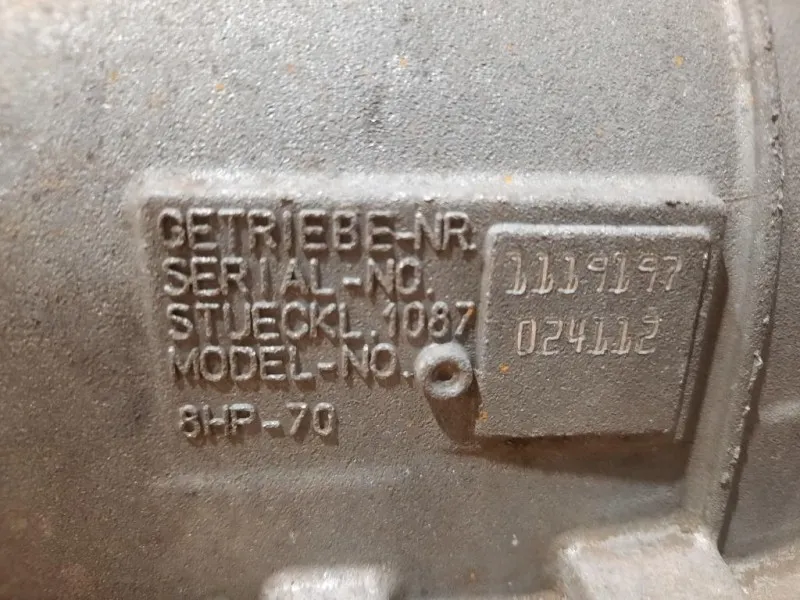 GETRIEBE-NR.
SERIAL-NO. 1119197
STUECKL.1087 024112
MODEL-NO.
8HP-70